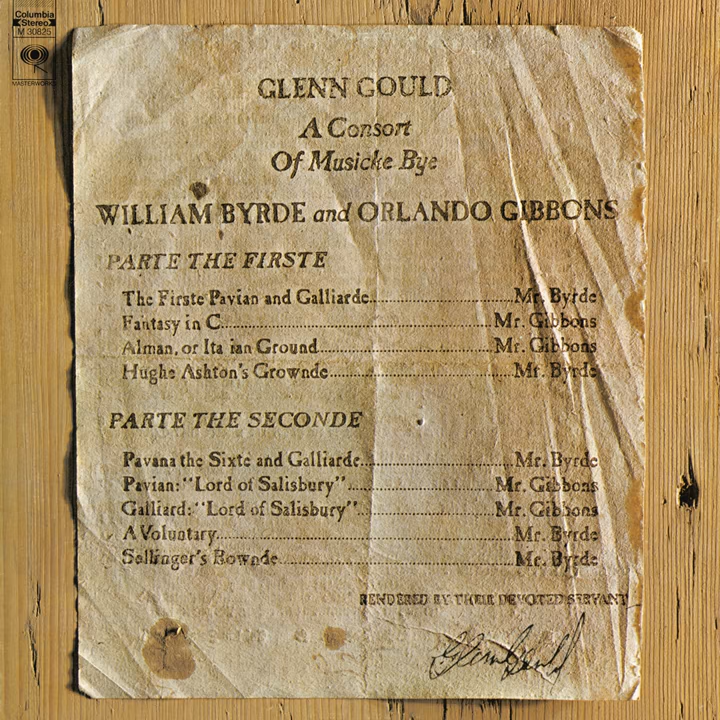 Columbia
Stereo
M 30825
MASTERWORKS
GLENN GOULD
A Consort
Of Musicke Bye
WILLIAM BYRDE and ORLANDO GIBBONS
PARTE THE FIRSTE
The Firste Pavian and Galliarde.....................Mr. Byrde
Fantasy in C.....................Mr. Gibbons
Alman, or Ita ian Ground.....................Mr. Gibbons
Hughe Ashton's Grownde.....................Mr. Byrde
PARTE THE SECONDE
Pavana the Sixte and Galliarde.....................Mr. Byrde
Pavian: "Lord of Salisbury".....................Mr. Gibbons
Galliard: "Lord of Salisbury".....................Mr. Gibbons
A Voluntary.....................Mr. Byrde
Sellinger's Rownde.....................Mr. Byrde
RENDERED BY THEIR DEVOTED SERVANT
Glenn Gould